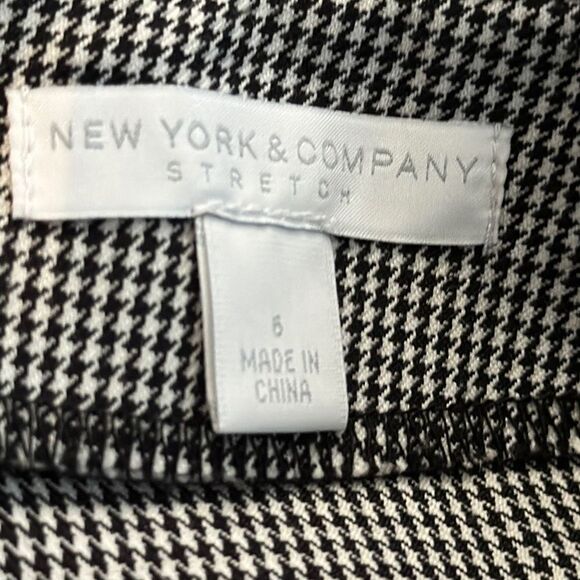 NEW YORK & COMPANY
STRETCH
6
MADE IN
CHINA